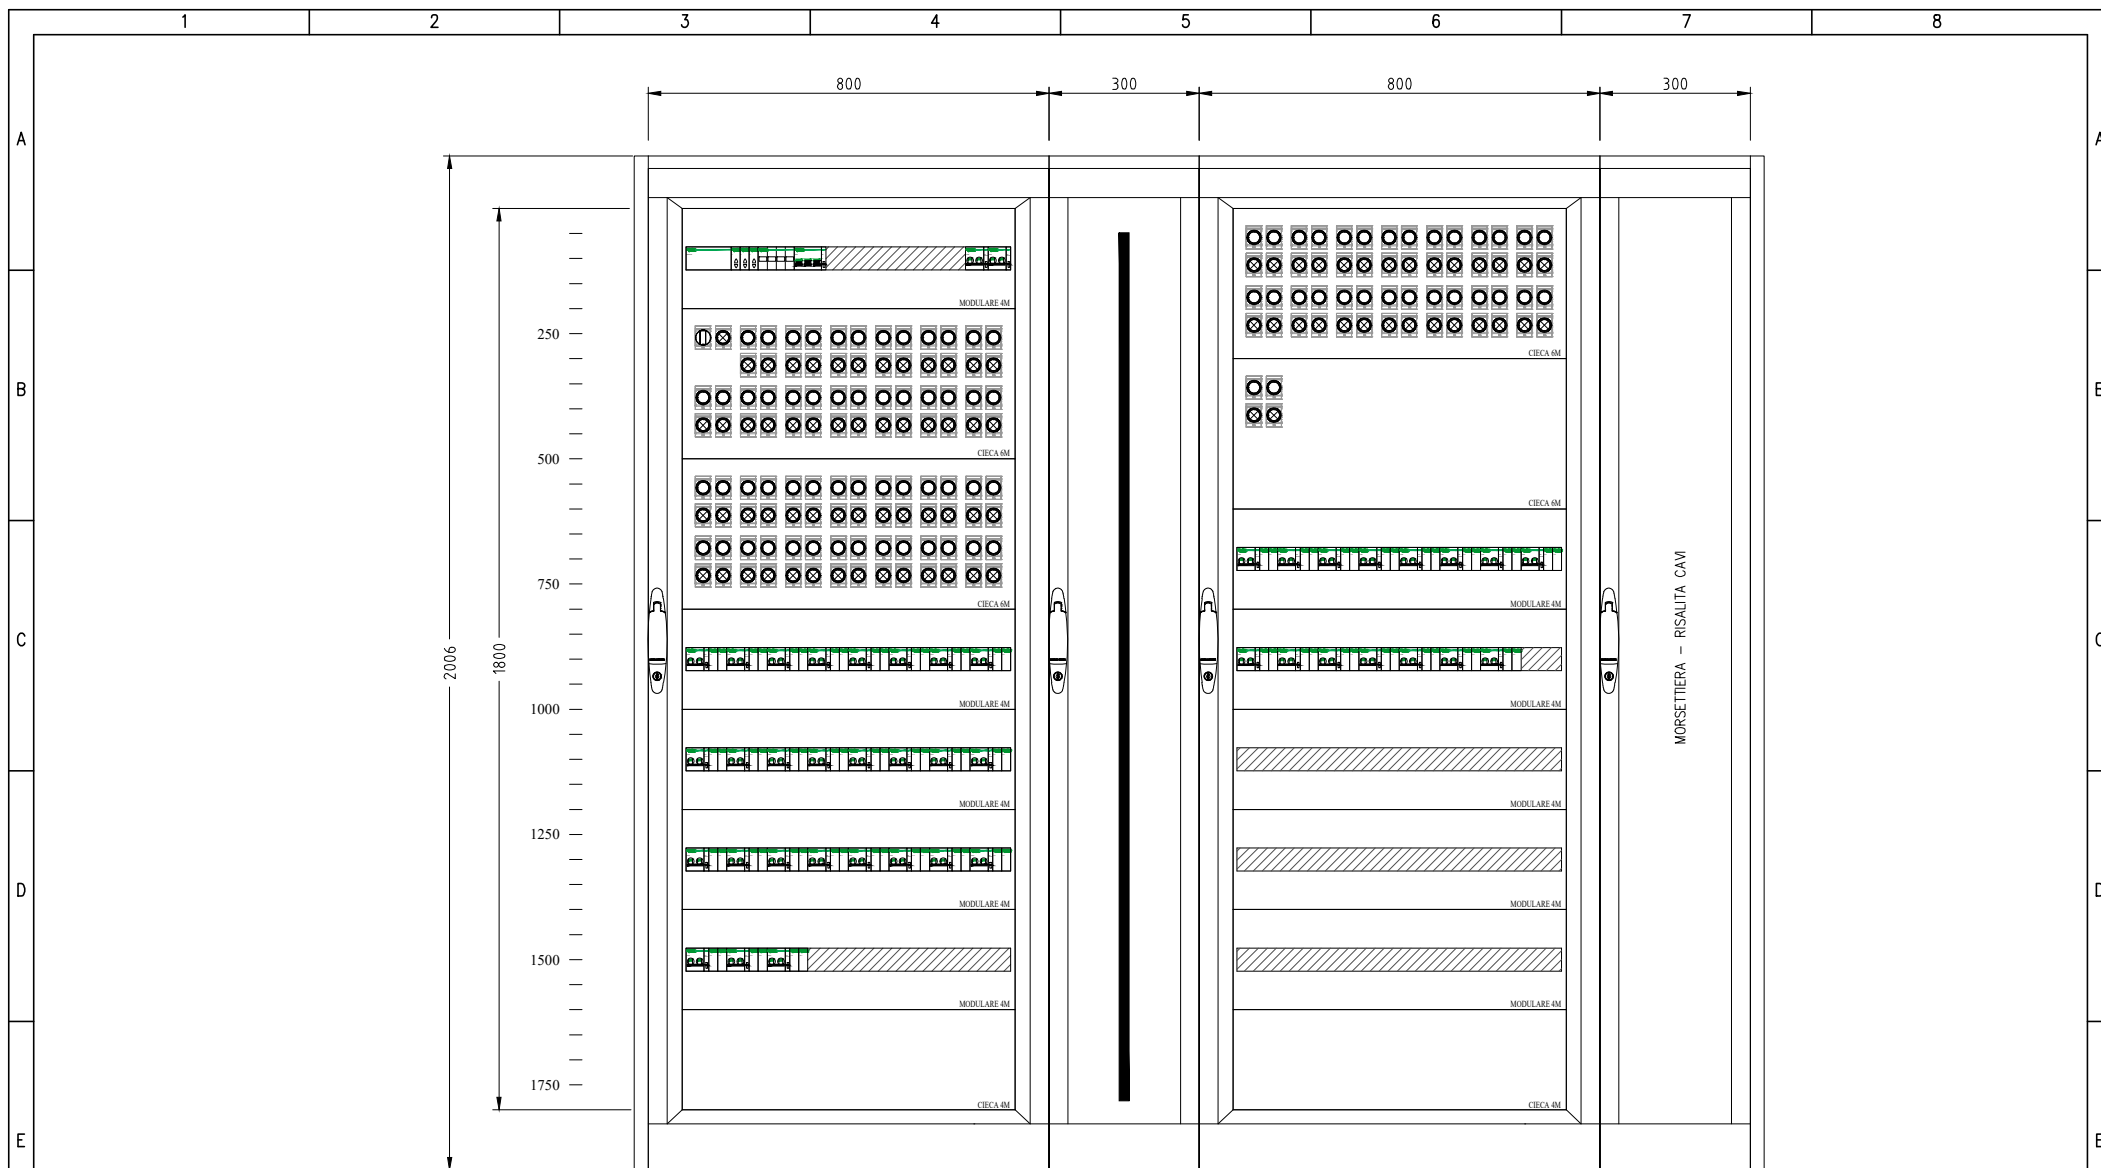 1 2 3 4 5 6 7 8
800 300 800 300
A A
MODULARE 4M
250
CIECA 6M
B B
CIECA 6M
500
CIECA 6M
750
CIECA 6M
MODULARE 4M
C C
2006
1800
MORSETTIERA - RISALITA CAVI
1000
MODULARE 4M
MODULARE 4M
MODULARE 4M
MODULARE 4M
1250
D D
MODULARE 4M
MODULARE 4M
1500
MODULARE 4M
MODULARE 4M
1750
CIECA 4M
CIECA 4M
E E